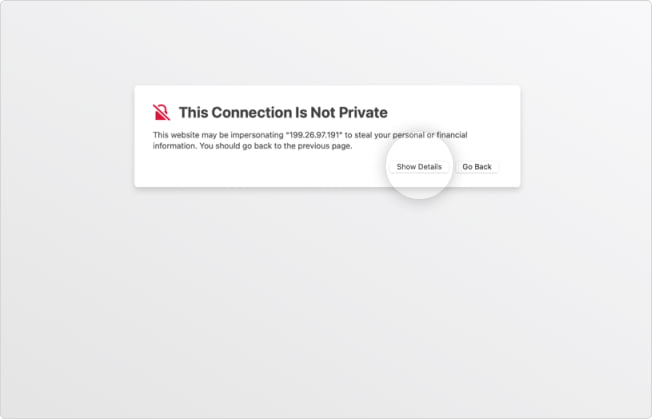 This Connection Is Not Private
This website may be impersonating "199.26.97.191" to steal your personal or financial
information. You should go back to the previous page.
Show Details Go Back